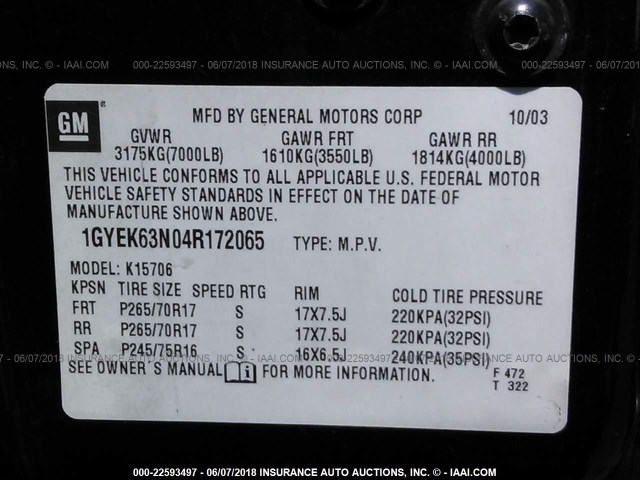 000-22593497 - 06/07/2018 INSURANCE AUTO AUCTIONS, INC. - ©IAAI.COM
GM ®
MFD BY GENERAL MOTORS CORP 10/03
GVWR GAWR FRT GAWR RR
3175KG(7000LB) 1610KG(3550LB) 1814KG(4000LB)
THIS VEHICLE CONFORMS TO ALL APPLICABLE U.S. FEDERAL MOTOR
VEHICLE SAFETY STANDARDS IN EFFECT ON THE DATE OF
MANUFACTURE SHOWN ABOVE.
1GYEK63N04R172065 TYPE: M.P.V.
MODEL: K15706
KPSN TIRE SIZE SPEED RTG RIM COLD TIRE PRESSURE
FRT P265/70R17 S 17X7.5J 220KPA(32PSI)
RR P265/70R17 S 17X7.5J 220KPA(32PSI)
SPA P245/75R16 S 16X6.5J 240KPA(35PSI)
000-22593497 - 06/07/2018 INSURANCE AUTO AUCTIONS, INC. - ©IAAI.COM
SEE OWNER'S MANUAL i FOR MORE INFORMATION. F 472
T 322
000-22593497 - 06/07/2018 INSURANCE AUTO AUCTIONS, INC. - ©IAAI.COM